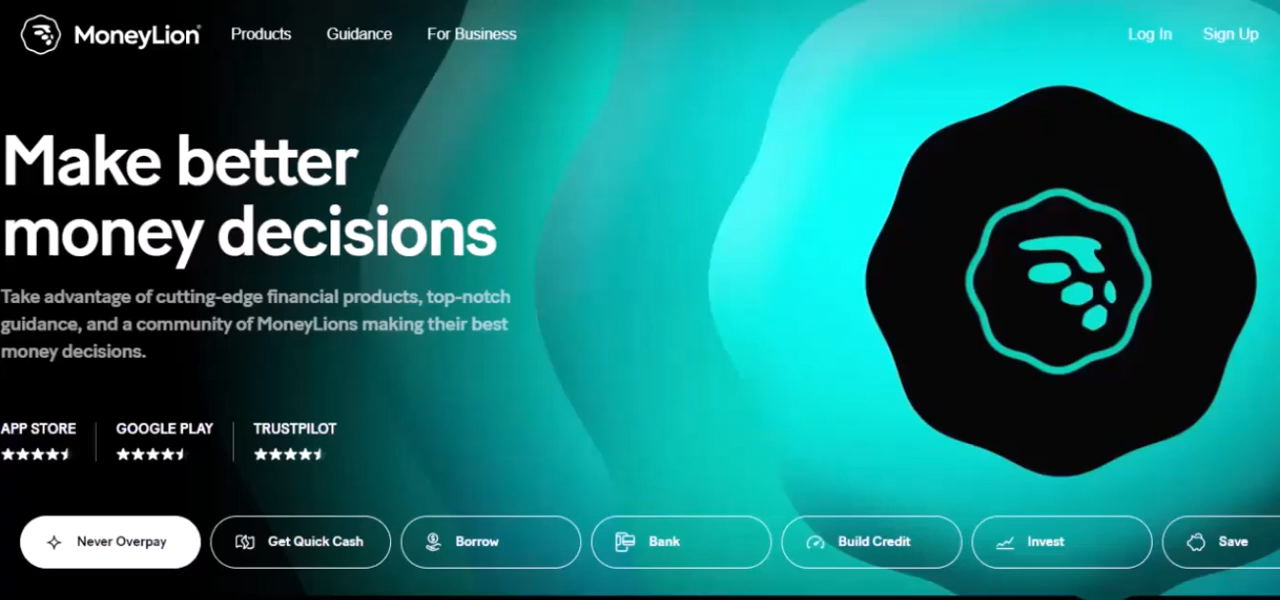 MoneyLion
Products
Guidance
For Business
Log In
Sign Up
Make better
money decisions
Take advantage of cutting-edge financial products, top-notch
guidance, and a community of MoneyLions making their best
money decisions.
APP STORE
GOOGLE PLAY
TRUSTPILOT
Never Overpay
Get Quick Cash
Borrow
Bank
Build Credit
Invest
Save